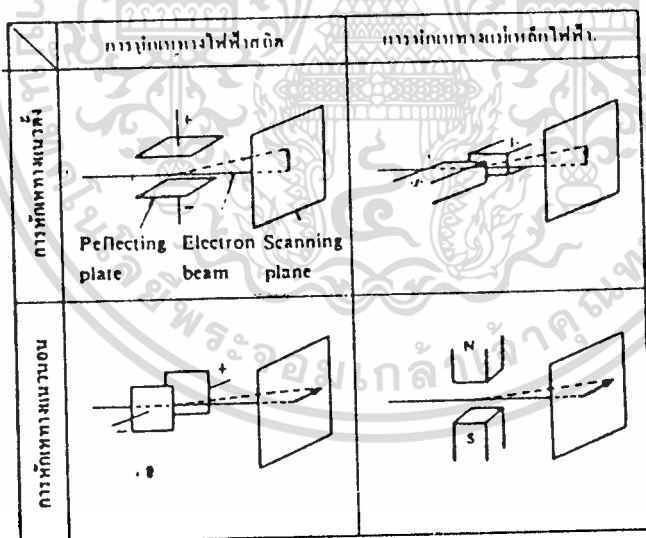 การหักเหทางไฟฟ้าสถิต
การหักเหทางแม่เหล็กไฟฟ้า.
การหักเหทางแนวตั้ง
+
-
Peflecting Electron Scanning
plate beam plane
การหักเหทางแนวนอน
+
-
N
S